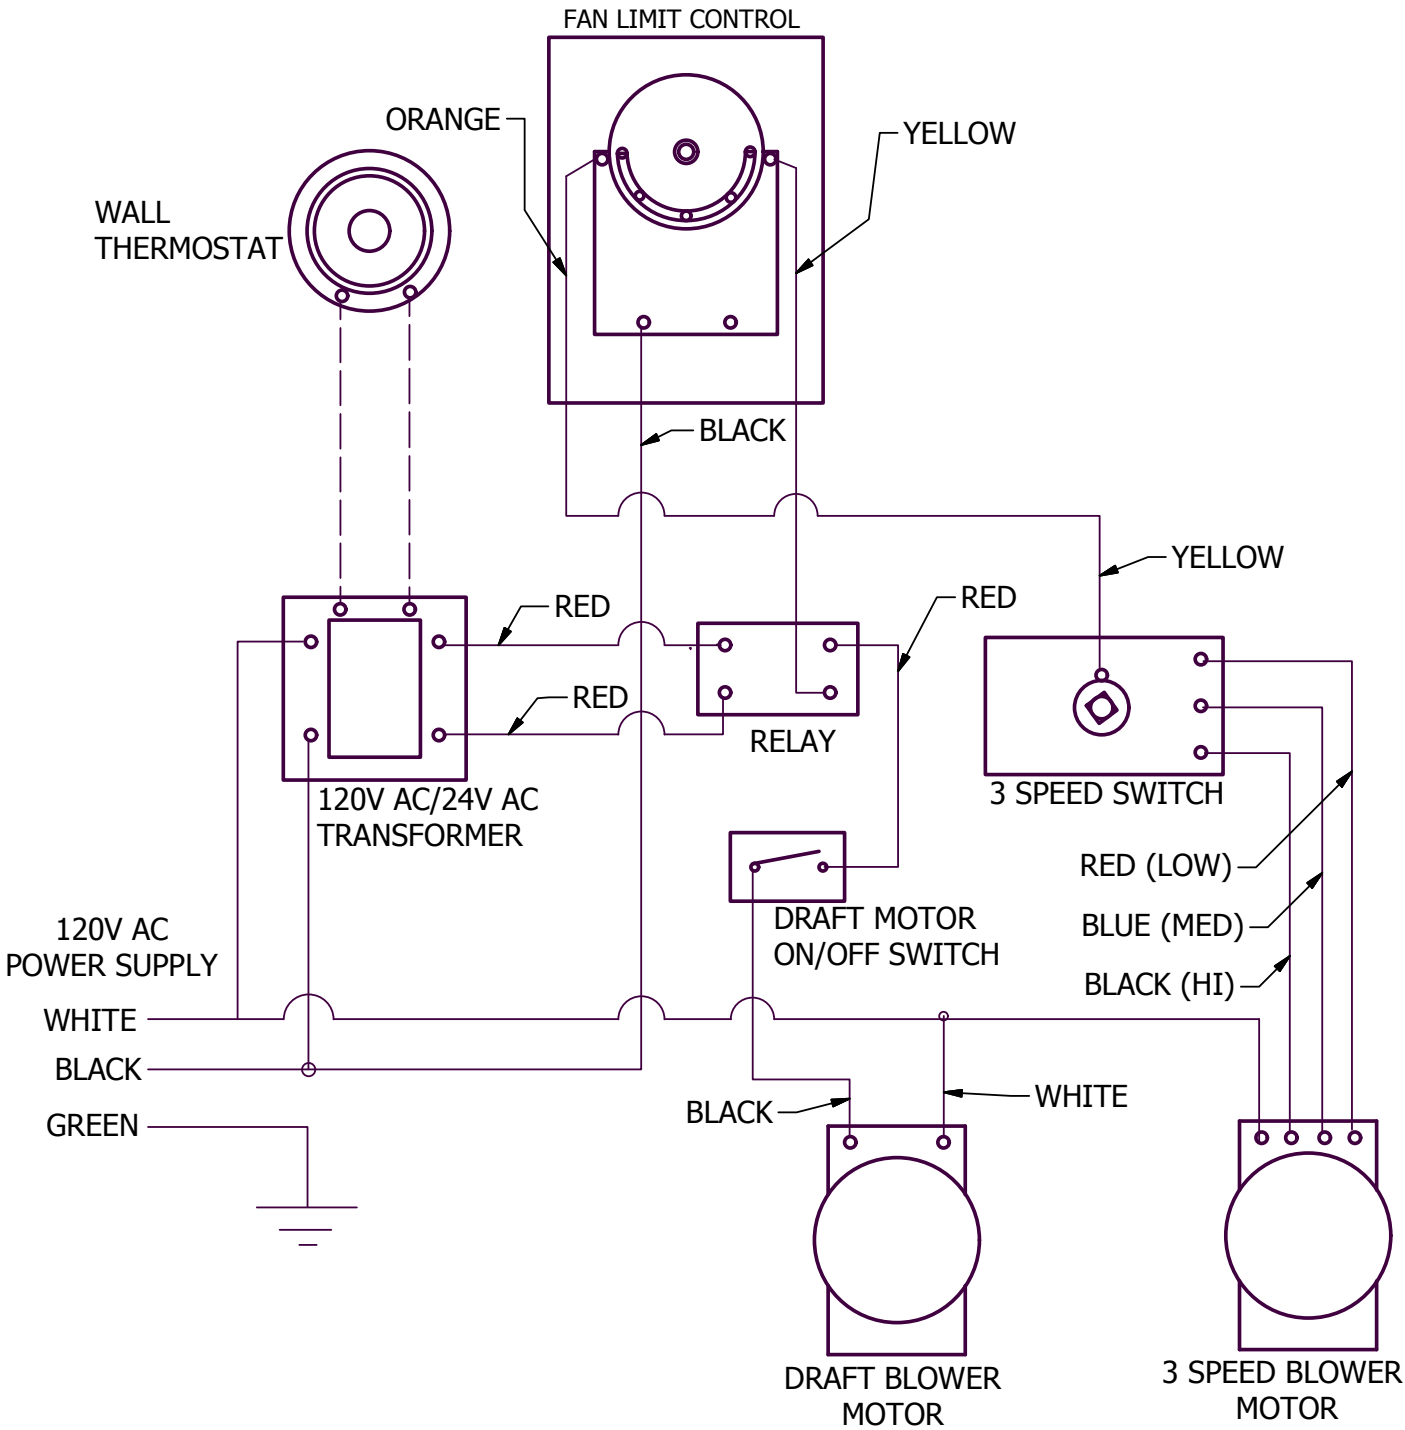 FAN LIMIT CONTROL
ORANGE
YELLOW
WALL
THERMOSTAT
BLACK
YELLOW
RED
RED
RED
RELAY
3 SPEED SWITCH
120V AC/24V AC
TRANSFORMER
RED (LOW)
DRAFT MOTOR
ON/OFF SWITCH
BLUE (MED)
120V AC
POWER SUPPLY
BLACK (HI)
WHITE
BLACK
WHITE
BLACK
GREEN
DRAFT BLOWER
MOTOR
3 SPEED BLOWER
MOTOR